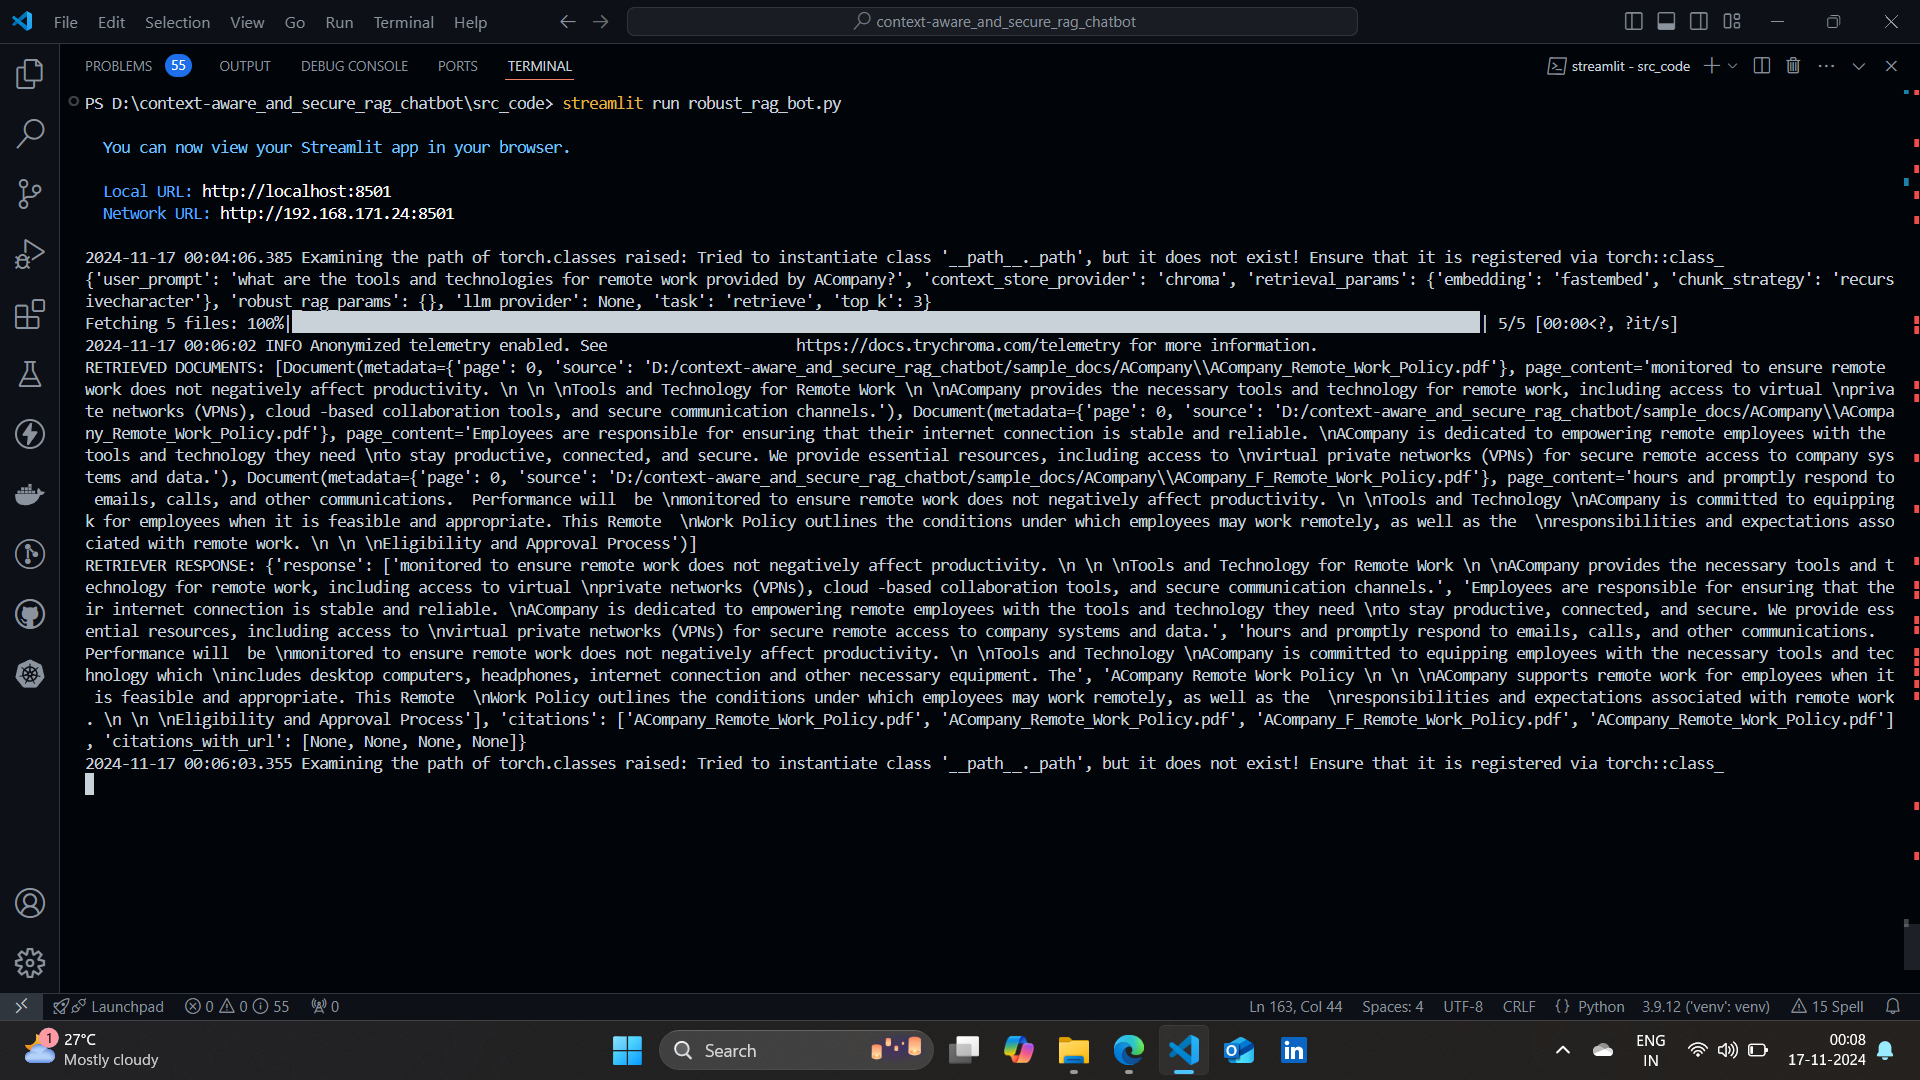 File Edit Selection View Go Run Terminal Help
context-aware_and_secure_rag_chatbot
PROBLEMS 55 OUTPUT DEBUG CONSOLE PORTS TERMINAL
streamlit - src_code
PS D:\context-aware_and_secure_rag_chatbot\src_code> streamlit run robust_rag_bot.py
You can now view your Streamlit app in your browser.
Local URL: http://localhost:8501
Network URL: http://192.168.171.24:8501
2024-11-17 00:04:06.385 Examining the path of torch.classes raised: Tried to instantiate class '__path__._path', but it does not exist! Ensure that it is registered via torch::class_
{'user_prompt': 'what are the tools and technologies for remote work provided by ACompany?', 'context_store_provider': 'chroma', 'retrieval_params': {'embedding': 'fastembed', 'chunk_strategy': 'recurs
ivecharacter'}, 'robust_rag_params': {}, 'llm_provider': None, 'task': 'retrieve', 'top_k': 3}
Fetching 5 files: 100%| | 5/5 [00:00<?, ?it/s]
2024-11-17 00:06:02 INFO Anonymized telemetry enabled. See https://docs.trychroma.com/telemetry for more information.
RETRIEVED DOCUMENTS: [Document(metadata={'page': 0, 'source': 'D:/context-aware_and_secure_rag_chatbot/sample_docs/ACompany\\ACompany_Remote_Work_Policy.pdf'}, page_content='monitored to ensure remote
work does not negatively affect productivity. \n \n \nTools and Technology for Remote Work \n \nACompany provides the necessary tools and technology for remote work, including access to virtual \npriva
te networks (VPNs), cloud -based collaboration tools, and secure communication channels.'), Document(metadata={'page': 0, 'source': 'D:/context-aware_and_secure_rag_chatbot/sample_docs/ACompany\\ACompa
ny_Remote_Work_Policy.pdf'}, page_content='Employees are responsible for ensuring that their internet connection is stable and reliable. \nACompany is dedicated to empowering remote employees with the
tools and technology they need \nto stay productive, connected, and secure. We provide essential resources, including access to \nvirtual private networks (VPNs) for secure remote access to company sys
tems and data.'), Document(metadata={'page': 0, 'source': 'D:/context-aware_and_secure_rag_chatbot/sample_docs/ACompany\\ACompany_F_Remote_Work_Policy.pdf'}, page_content='hours and promptly respond to
emails, calls, and other communications.  Performance will  be \nmonitored to ensure remote work does not negatively affect productivity. \n \nTools and Technology \nACompany is committed to equipping
k for employees when it is feasible and appropriate. This Remote  \nWork Policy outlines the conditions under which employees may work remotely, as well as the  \nresponsibilities and expectations asso
ciated with remote work. \n \n \nEligibility and Approval Process')]
RETRIEVER RESPONSE: {'response': ['monitored to ensure remote work does not negatively affect productivity. \n \n \nTools and Technology for Remote Work \n \nACompany provides the necessary tools and t
echnology for remote work, including access to virtual \nprivate networks (VPNs), cloud -based collaboration tools, and secure communication channels.', 'Employees are responsible for ensuring that the
ir internet connection is stable and reliable. \nACompany is dedicated to empowering remote employees with the tools and technology they need \nto stay productive, connected, and secure. We provide ess
ential resources, including access to \nvirtual private networks (VPNs) for secure remote access to company systems and data.', 'hours and promptly respond to emails, calls, and other communications.
Performance will  be \nmonitored to ensure remote work does not negatively affect productivity. \n \nTools and Technology \nACompany is committed to equipping employees with the necessary tools and tec
hnology which \nincludes desktop computers, headphones, internet connection and other necessary equipment. The', 'ACompany Remote Work Policy \n \n \nACompany supports remote work for employees when it
is feasible and appropriate. This Remote  \nWork Policy outlines the conditions under which employees may work remotely, as well as the  \nresponsibilities and expectations associated with remote work
. \n \n \nEligibility and Approval Process'], 'citations': ['ACompany_Remote_Work_Policy.pdf', 'ACompany_Remote_Work_Policy.pdf', 'ACompany_F_Remote_Work_Policy.pdf', 'ACompany_Remote_Work_Policy.pdf']
, 'citations_with_url': [None, None, None, None]}
2024-11-17 00:06:03.355 Examining the path of torch.classes raised: Tried to instantiate class '__path__._path', but it does not exist! Ensure that it is registered via torch::class_
Launchpad 0 0 55 0 Ln 163, Col 44 Spaces: 4 UTF-8 CRLF {} Python 3.9.12 ('venv': venv) 15 Spell
1 27°C
Mostly cloudy
Search
in
ENG
IN
00:08
17-11-2024